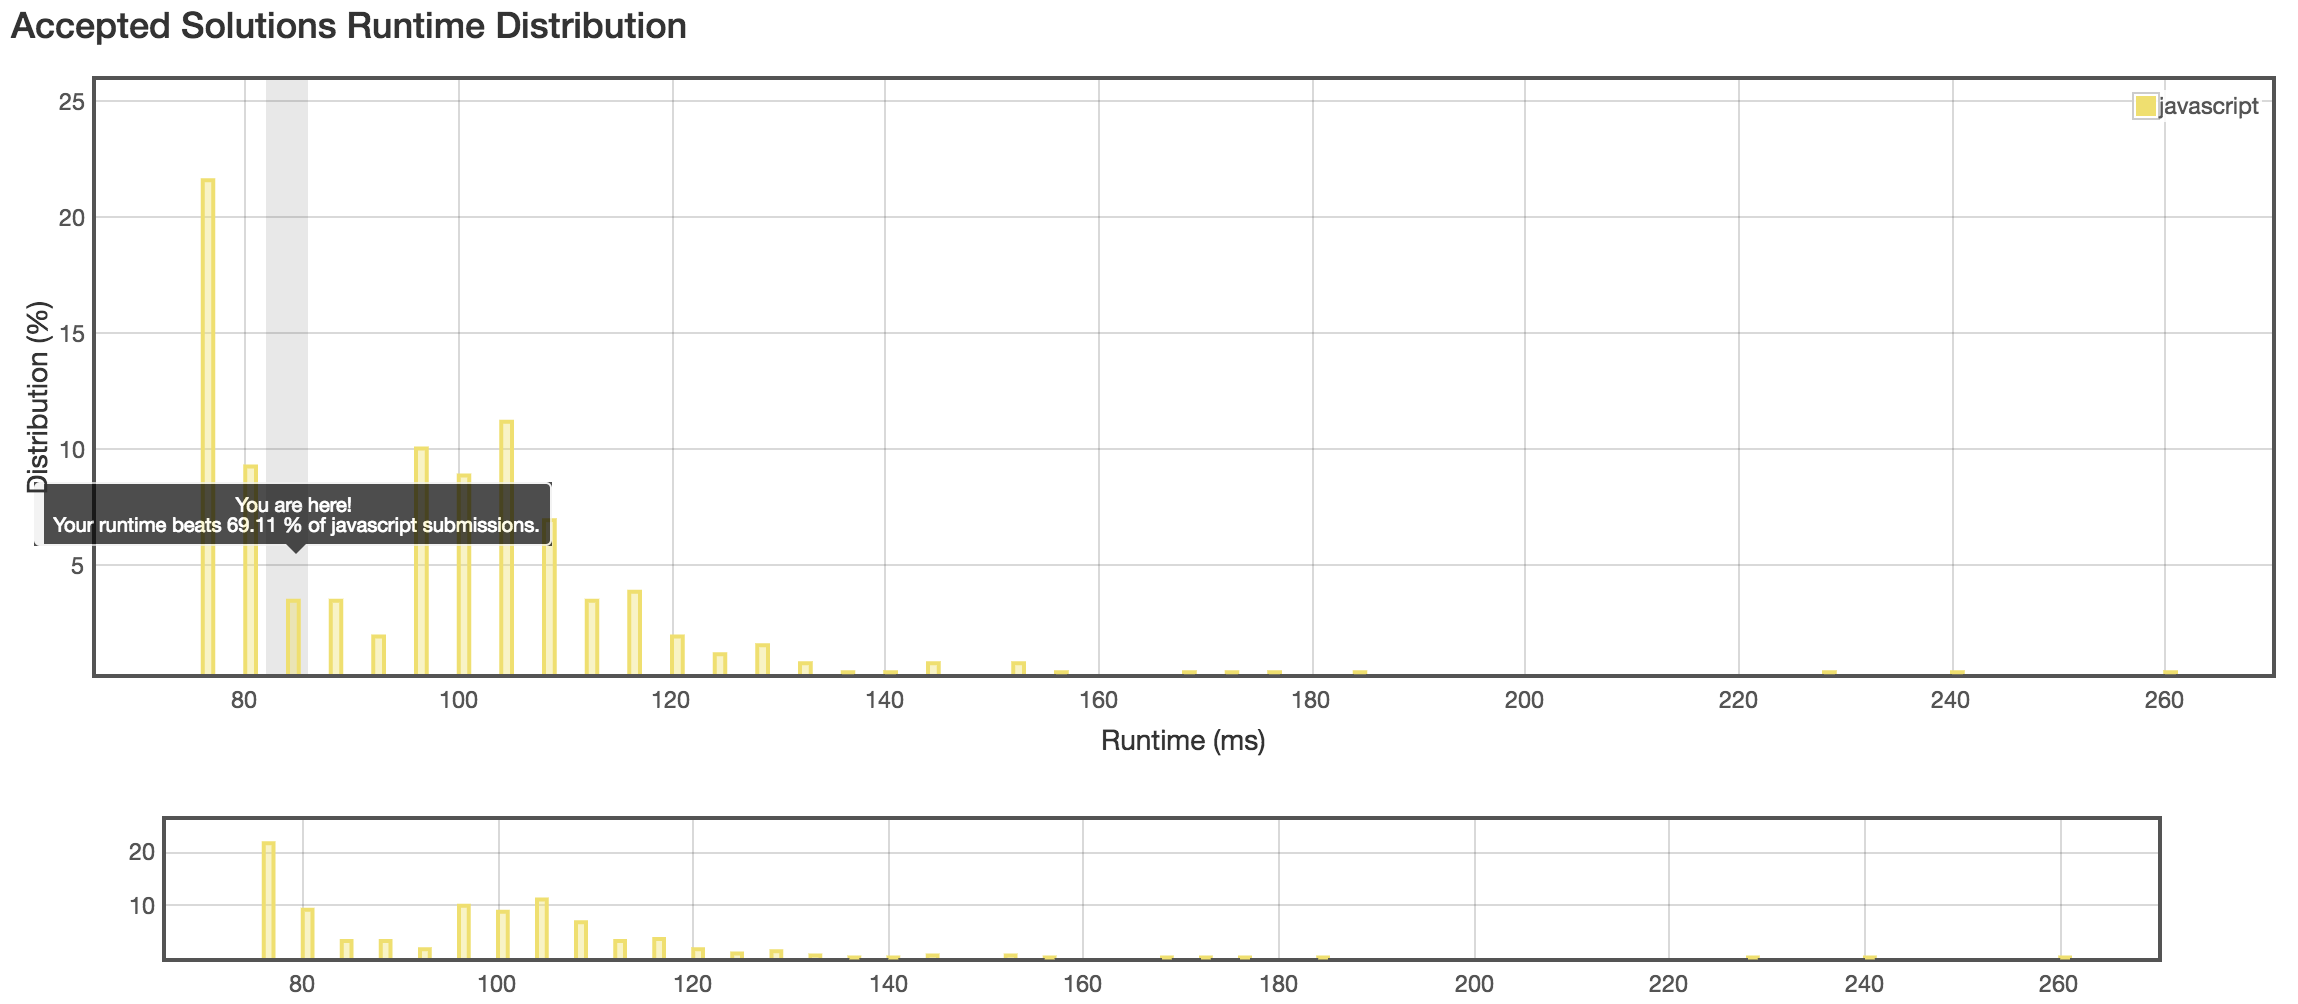 Accepted Solutions Runtime Distribution
25
javascript
20
15
10
5
Distribution (%)
You are here!
Your runtime beats 69.11 % of javascript submissions.
80 100 120 140 160 180 200 220 240 260
Runtime (ms)
20
10
80 100 120 140 160 180 200 220 240 260